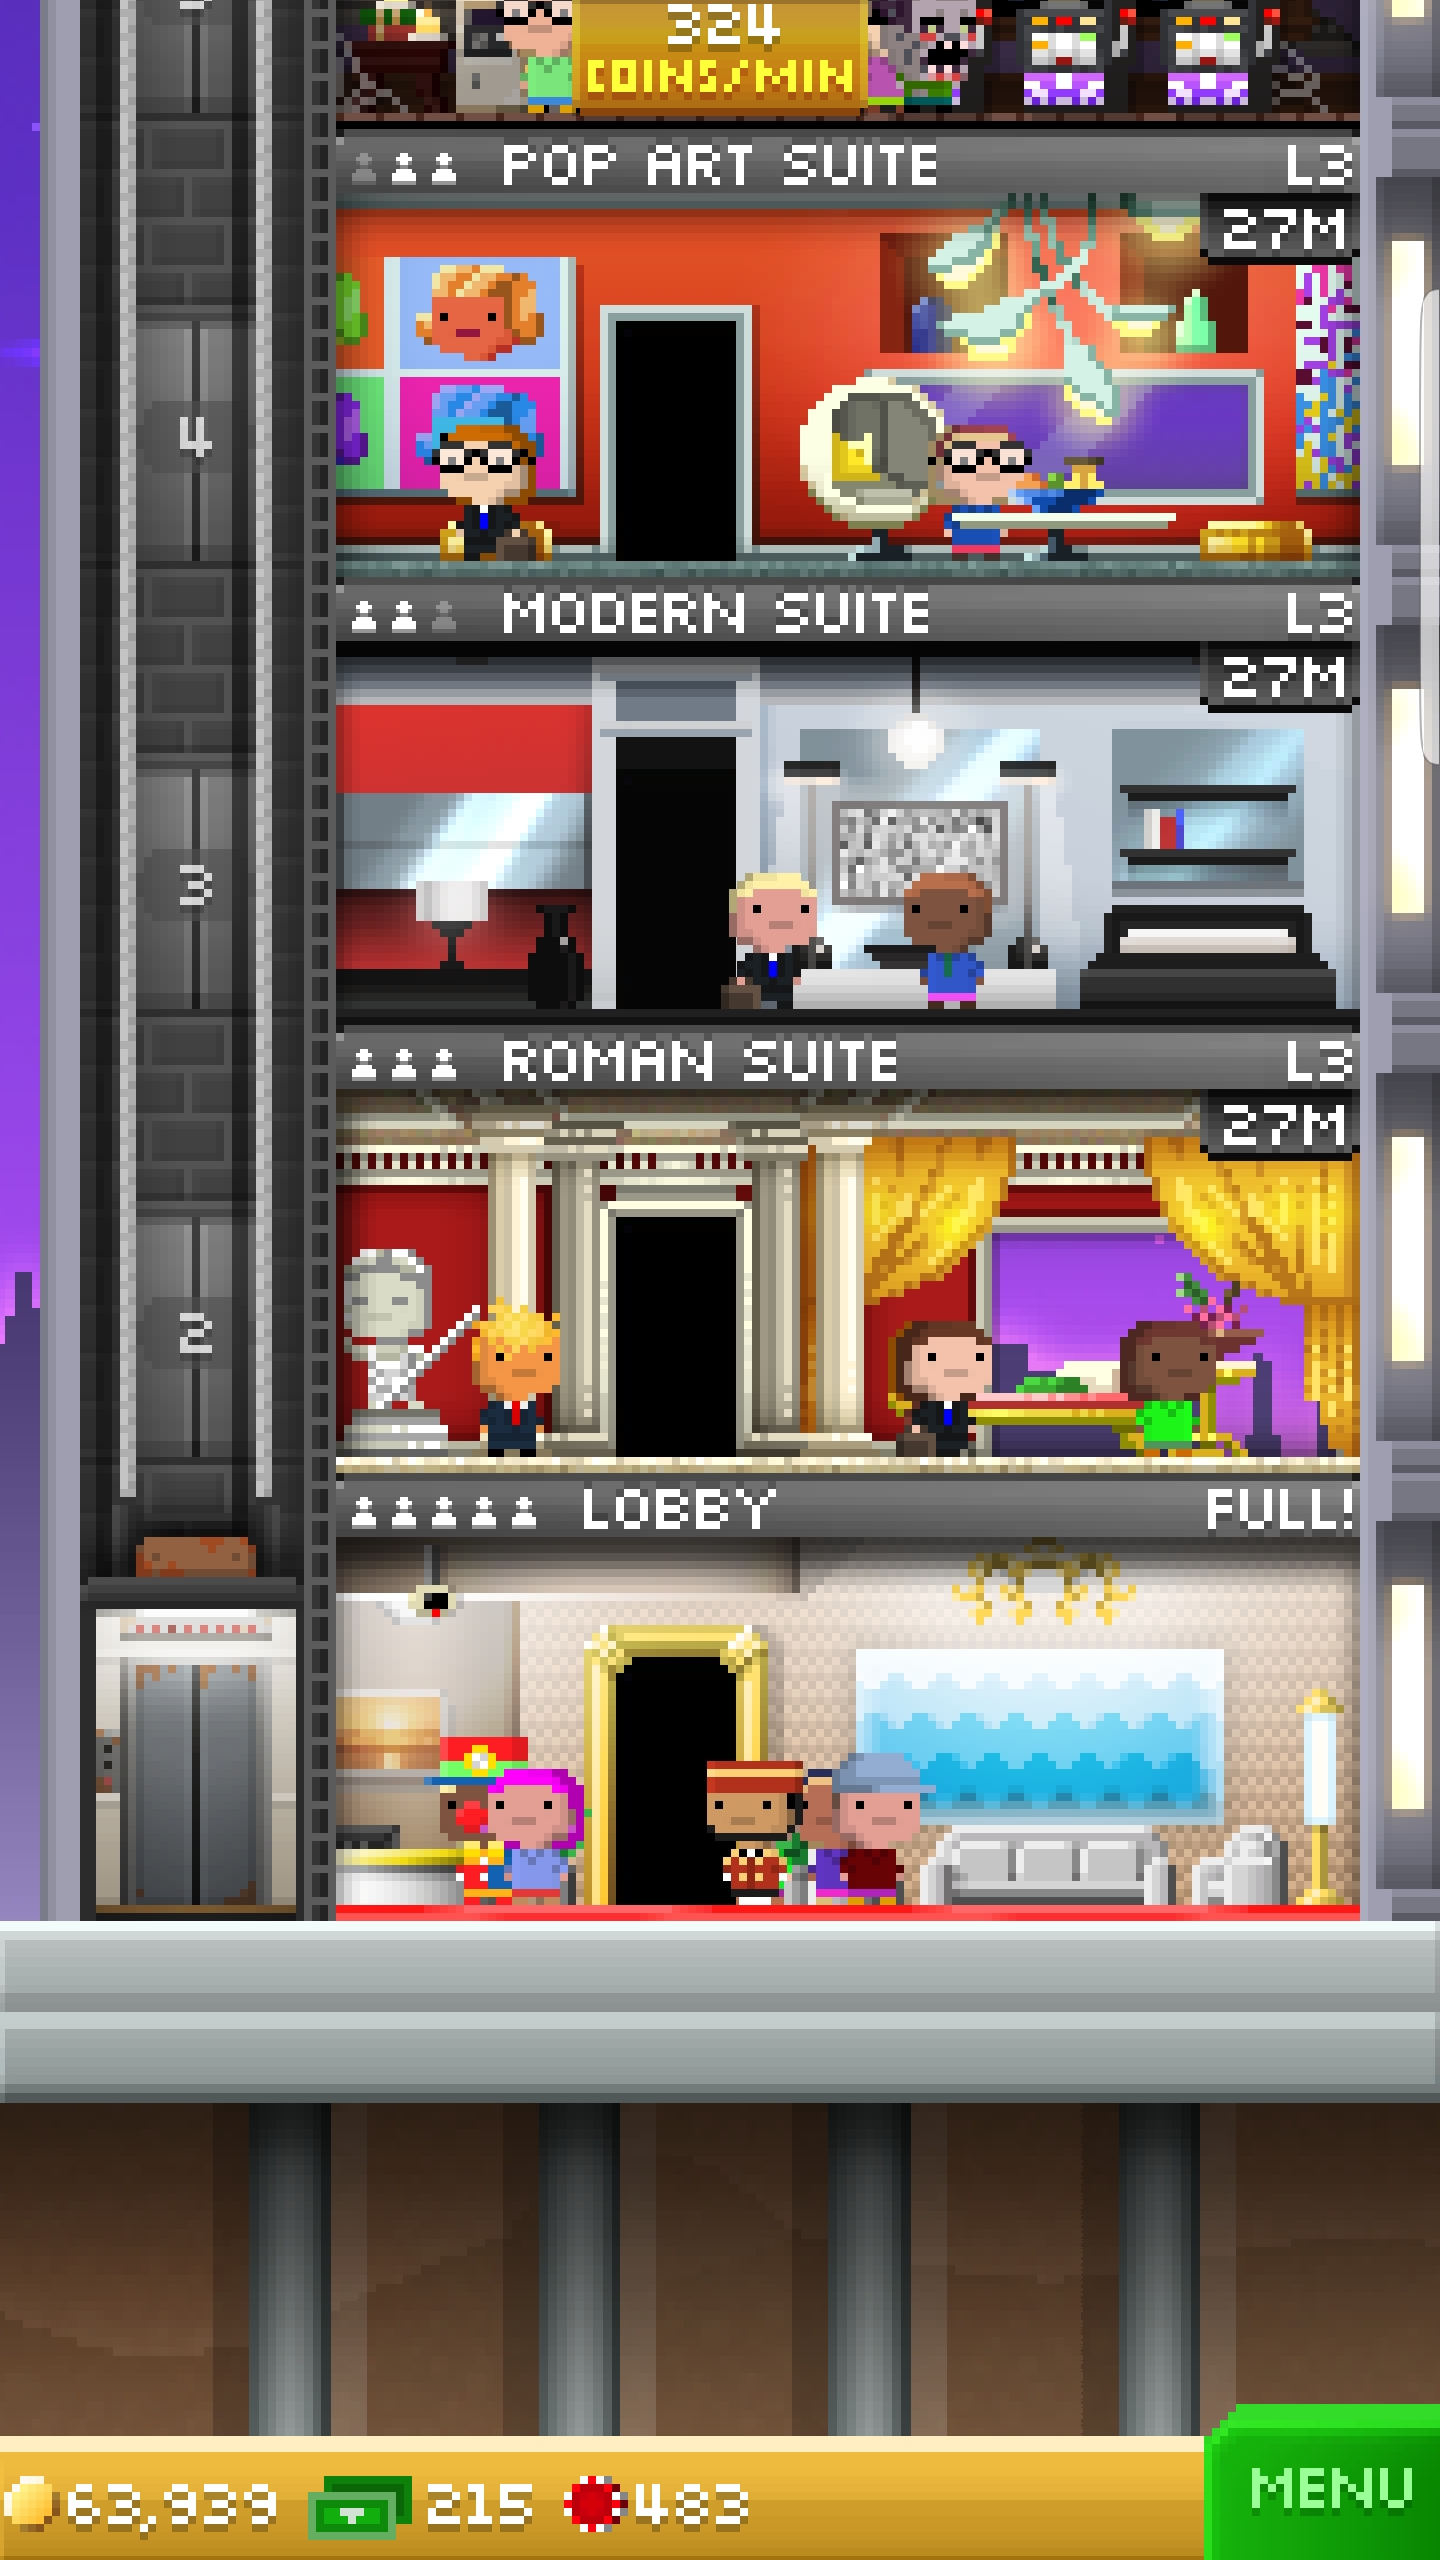 324
COINS/MIN
POP ART SUITE L3
27M
4
MODERN SUITE L3
27M
3
ROMAN SUITE L3
27M
2
LOBBY FULL!
63,939 215 483
MENU